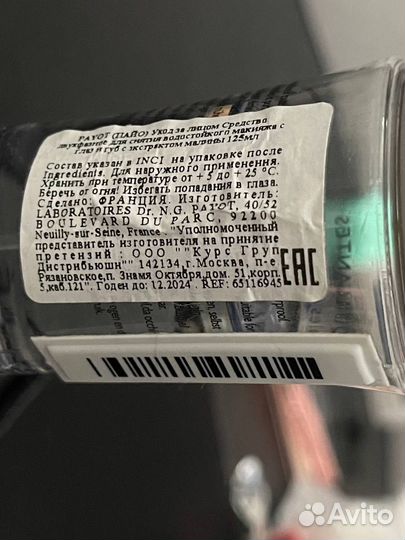 PAYOT (ПАЙО) Уход за лицом Средство
двухфазное для снятия водостойкого макияжа с
глаз и губ с экстрактом малины 125мл
Состав указан в INCI на упаковке после
Ingredients. Для наружного применения.
Хранить при температуре от + 5 до + 25 °C.
Беречь от огня! Избегать попадания в глаза.
Сделано: ФРАНЦИЯ. Изготовитель:
LABORATOIRES Dr. N.G. PAYOT, 40/52
BOULEVARD DU PARC, 92200
Neuilly-sur-Seine, France. "Уполномоченный
представитель изготовителя на принятие
претензий : ООО ""Курс Груп
Дистрибьюшн"" 142134,г.Москва, п-е
Рязановское,п. Знамя Октября,дом. 51,корп.
5,каб.121". Годен до: 12.2024 . REF: 65116945
EAC
Avito